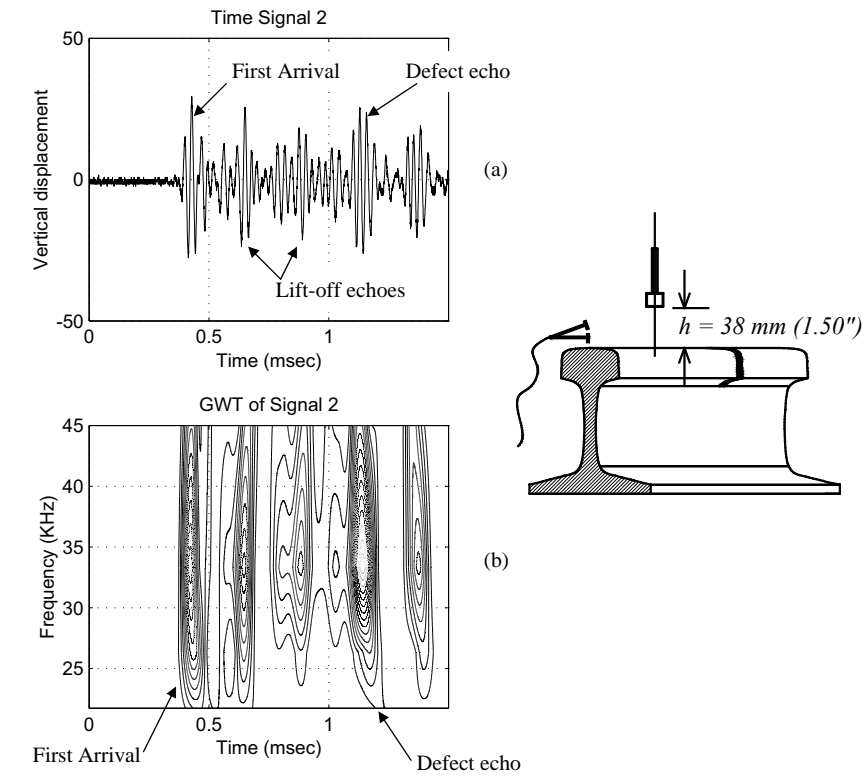 Time Signal 2
50
First Arrival
Defect echo
Vertical displacement
0
(a)
Lift-off echoes
-50
0
0.5
1
Time (msec)
h = 38 mm (1.50")
GWT of Signal 2
45
40
35
30
25
Frequency (KHz)
(b)
0
0.5
1
Time (msec)
First Arrival
Defect echo